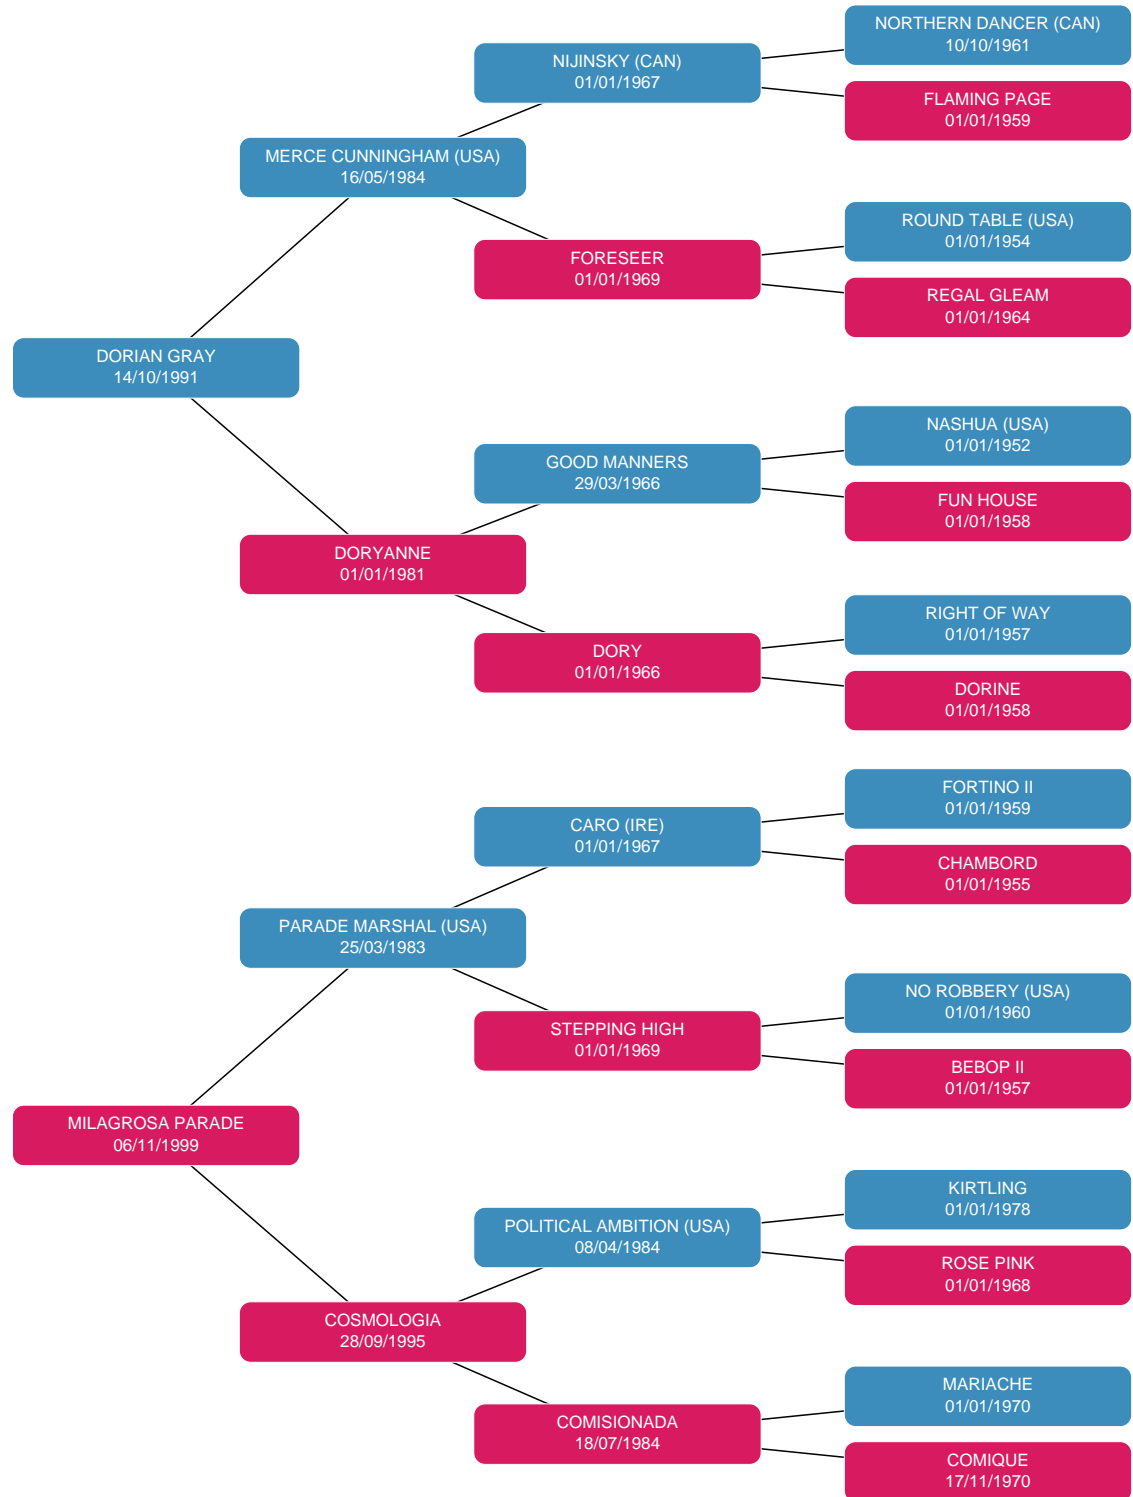 NORTHERN DANCER (CAN)
10/10/1961
NIJINSKY (CAN)
01/01/1967
FLAMING PAGE
01/01/1959
MERCE CUNNINGHAM (USA)
16/05/1984
ROUND TABLE (USA)
01/01/1954
FORESEER
01/01/1969
REGAL GLEAM
01/01/1964
DORIAN GRAY
14/10/1991
NASHUA (USA)
01/01/1952
GOOD MANNERS
29/03/1966
FUN HOUSE
01/01/1958
DORYANNE
01/01/1981
RIGHT OF WAY
01/01/1957
DORY
01/01/1966
DORINE
01/01/1958
FORTINO II
01/01/1959
CARO (IRE)
01/01/1967
CHAMBORD
01/01/1955
PARADE MARSHAL (USA)
25/03/1983
NO ROBBERY (USA)
01/01/1960
STEPPING HIGH
01/01/1969
BEBOP II
01/01/1957
MILAGROSA PARADE
06/11/1999
KIRTLING
01/01/1978
POLITICAL AMBITION (USA)
08/04/1984
ROSE PINK
01/01/1968
COSMOLOGIA
28/09/1995
MARIACHE
01/01/1970
COMISIONADA
18/07/1984
COMIQUE
17/11/1970